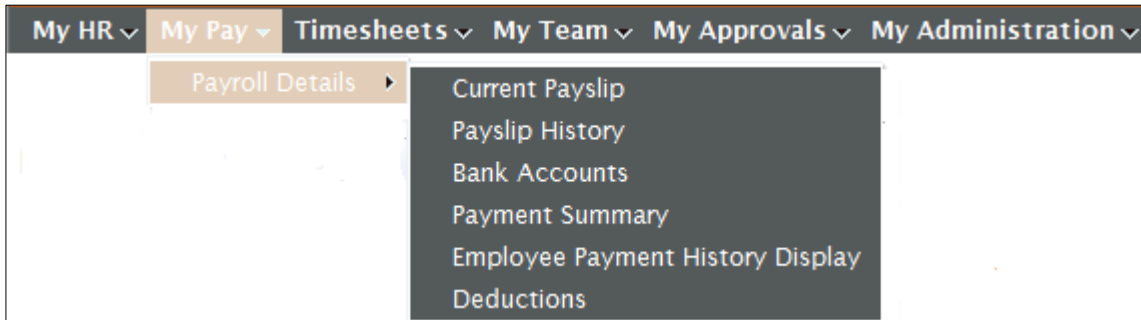 My HR My Pay Timesheets My Team My Approvals My Administration
Payroll Details
Current Payslip
Payslip History
Bank Accounts
Payment Summary
Employee Payment History Display
Deductions